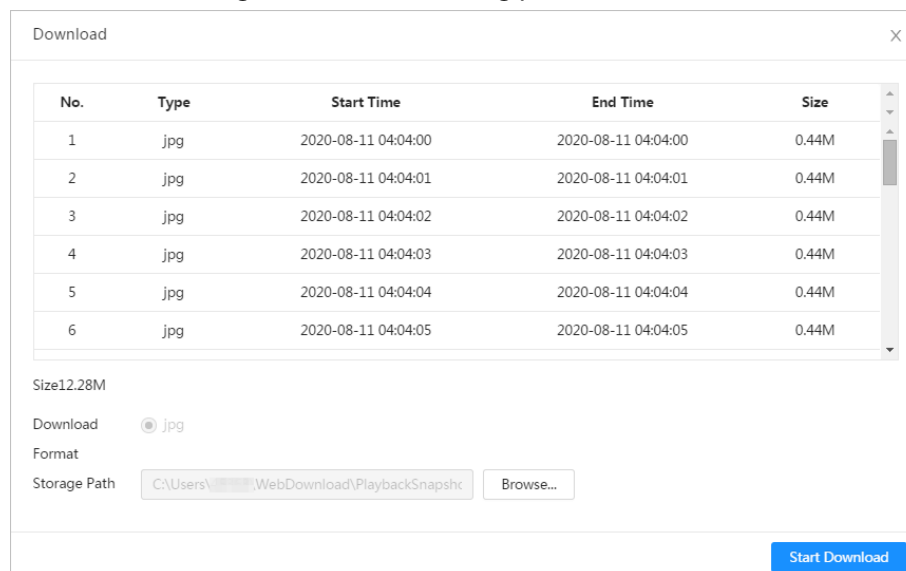 Download X
No. Type Start Time End Time Size
1 jpg 2020-08-11 04:04:00 2020-08-11 04:04:00 0.44M
2 jpg 2020-08-11 04:04:01 2020-08-11 04:04:01 0.44M
3 jpg 2020-08-11 04:04:02 2020-08-11 04:04:02 0.44M
4 jpg 2020-08-11 04:04:03 2020-08-11 04:04:03 0.44M
5 jpg 2020-08-11 04:04:04 2020-08-11 04:04:04 0.44M
6 jpg 2020-08-11 04:04:05 2020-08-11 04:04:05 0.44M
Size12.28M
Download jpg
Format
Storage Path C:\Users\ WebDownload\PlaybackSnapsho Browse...
Start Download